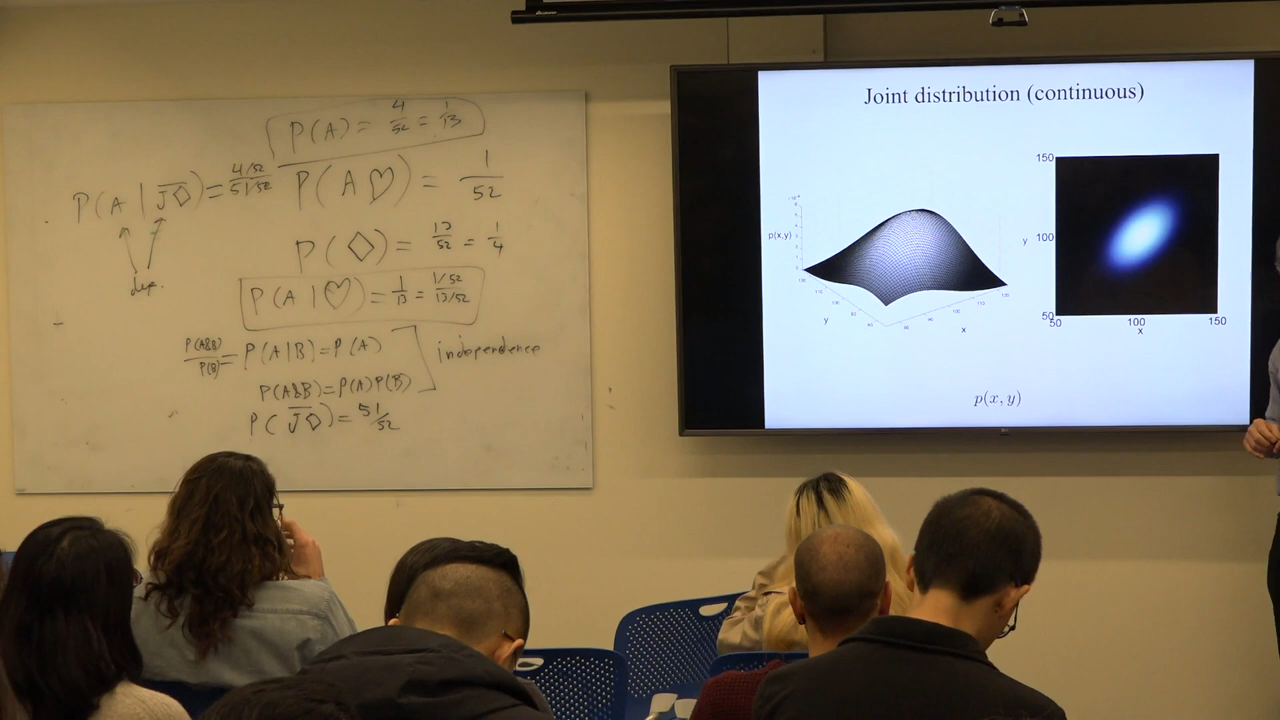 P(A) = 4/52 = 1/13
P(A | J̅◇) = 4/52 / 51/52
P(A ♡) = 1/52
P(◇) = 13/52 = 1/4
dep.
P(A | ♡) = 1/13 = 1/52 / 13/52
P(A&B)/P(B) = P(A|B) = P(A)
independence
P(A&B) = P(A)P(B)
P(J̅◇) = 51/52
Joint distribution (continuous)
p(x,y)
y
x
150
y 100
50
50 100 150
x
p(x, y)